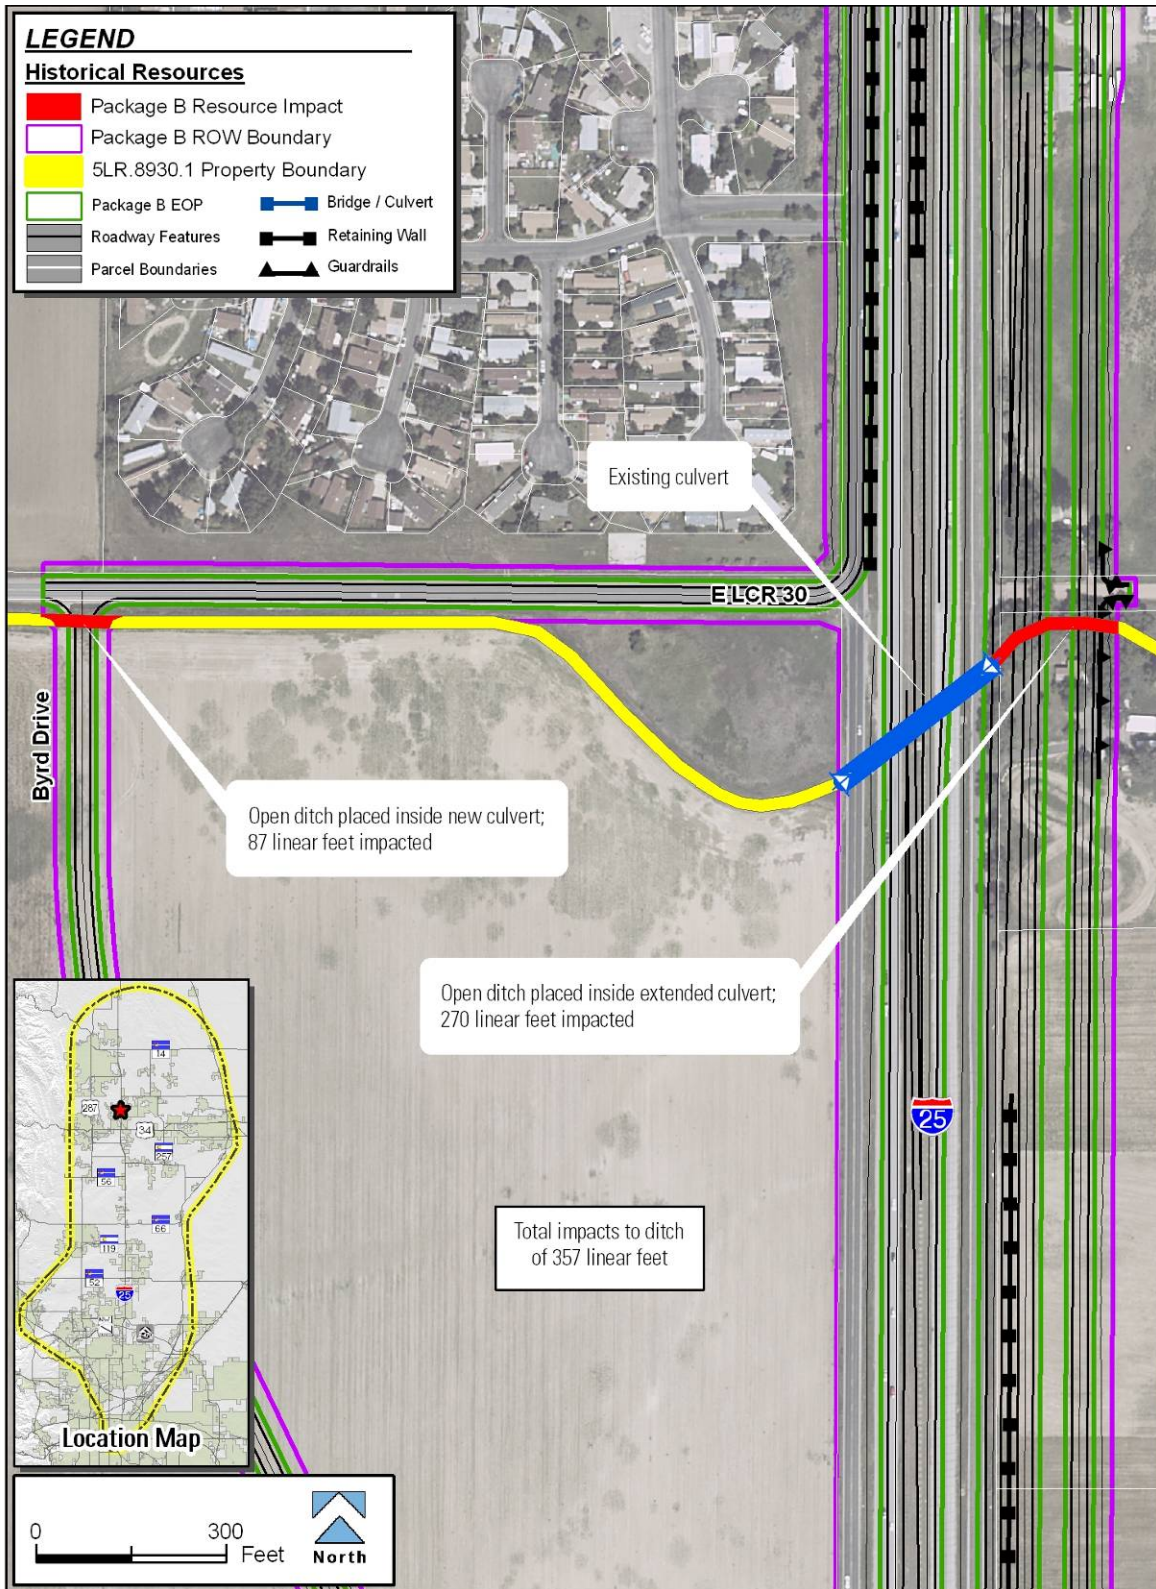 LEGEND
Historical Resources
Package B Resource Impact
Package B ROW Boundary
5LR.8930.1 Property Boundary
Package B EOP
Bridge / Culvert
Roadway Features
Retaining Wall
Parcel Boundaries
Guardrails
Existing culvert
E LCR 30
Byrd Drive
Open ditch placed inside new culvert;
87 linear feet impacted
Open ditch placed inside extended culvert;
270 linear feet impacted
25
Total impacts to ditch
of 357 linear feet
14
287
34
257
56
66
119
52
25
Location Map
0 300
Feet
North